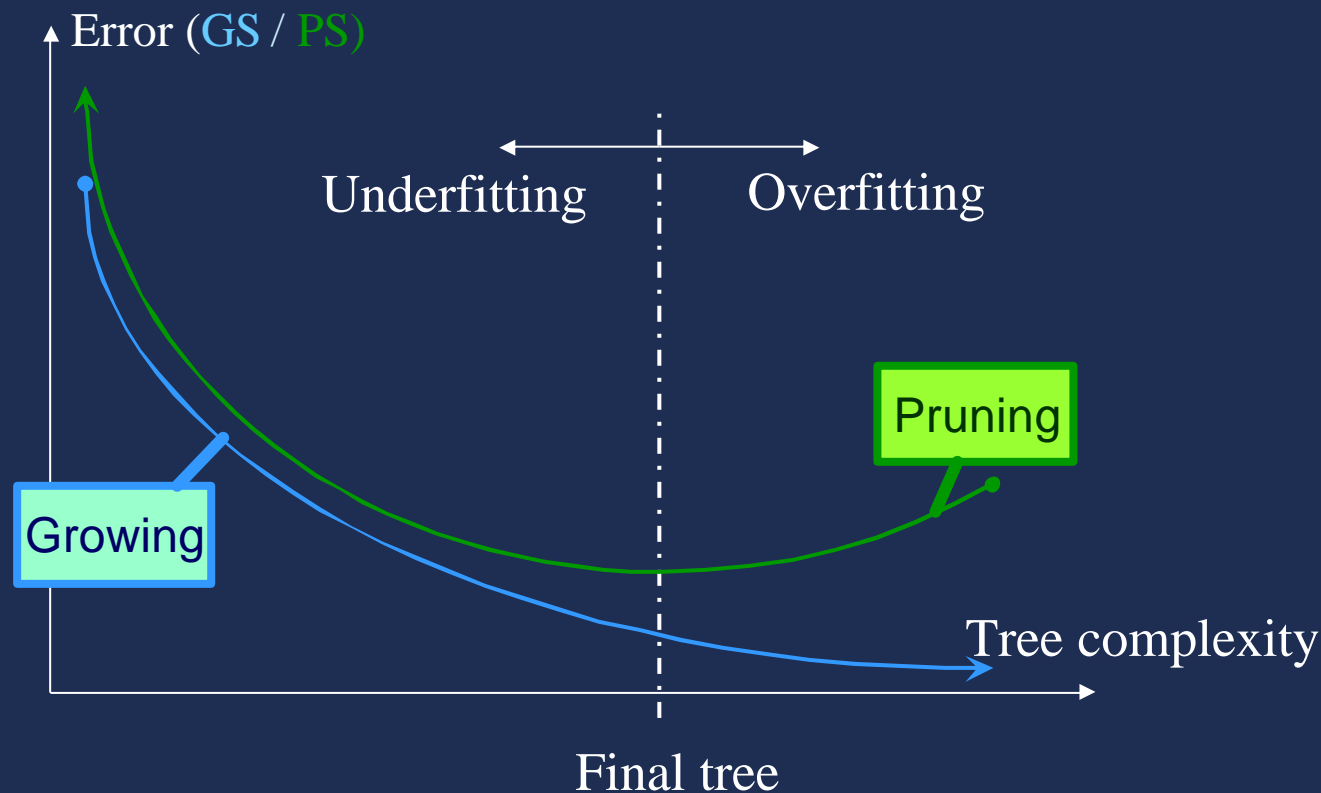 Error (GS / PS)
Underfitting
Overfitting
Pruning
Growing
Tree complexity
Final tree